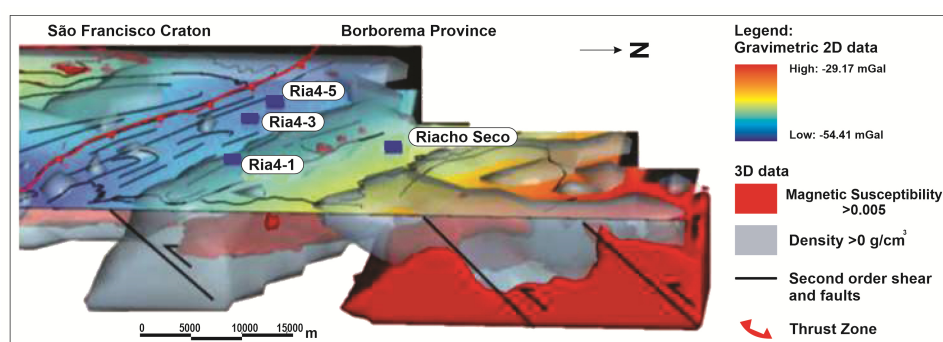 São Francisco Craton
Borborema Province
N
Ria4-5
Ria4-3
Riacho Seco
Ria4-1
0 5000 10000 15000 m
Legend:
Gravimetric 2D data
High: -29.17 mGal
Low: -54.41 mGal
3D data
Magnetic Susceptibility
>0.005
Density >0 g/cm³
Second order shear
and faults
Thrust Zone